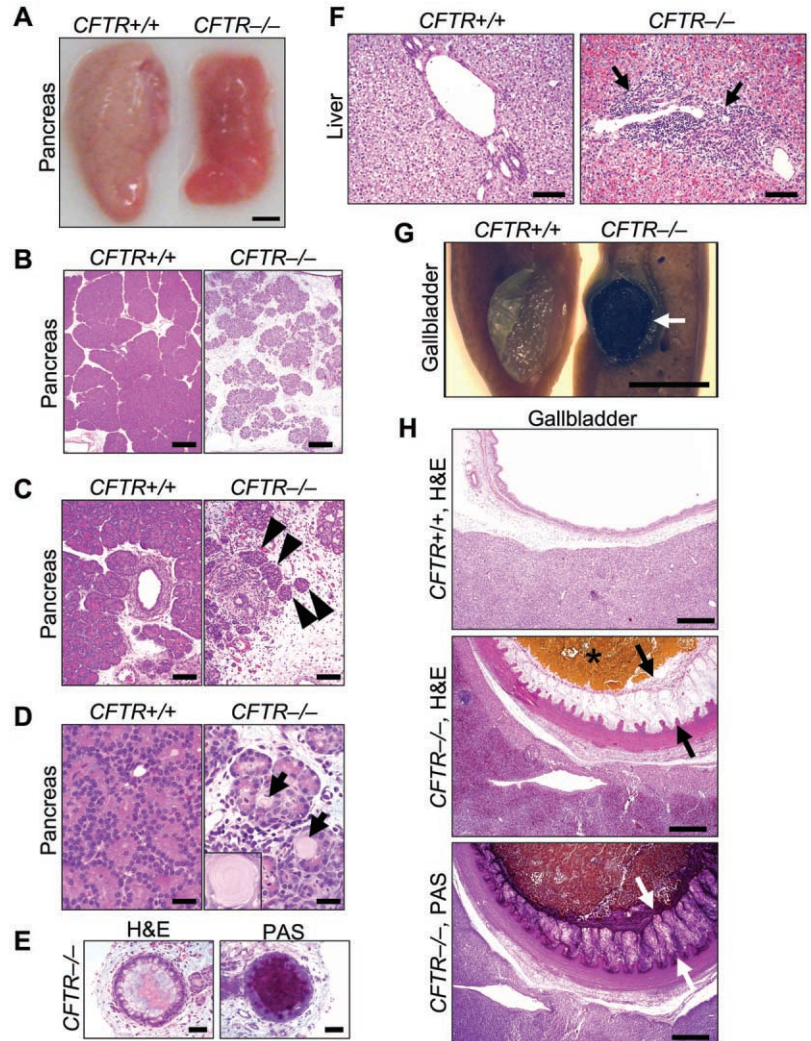 A
CFTR+/+ CFTR–/–
Pancreas
B
CFTR+/+ CFTR–/–
Pancreas
C
CFTR+/+ CFTR–/–
Pancreas
D
CFTR+/+ CFTR–/–
Pancreas
E
H&E PAS
CFTR–/–
F
CFTR+/+ CFTR–/–
Liver
G
CFTR+/+ CFTR–/–
Gallbladder
H
Gallbladder
CFTR+/+, H&E
CFTR–/–, H&E
*
CFTR–/–, PAS